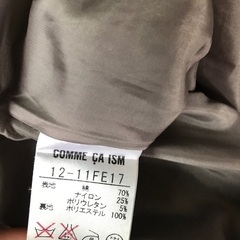 COMME ÇA ISM
12-11FE17
表地 綿 70%
ナイロン 25%
ポリウレタン 5%
裏地 ポリエステル 100%